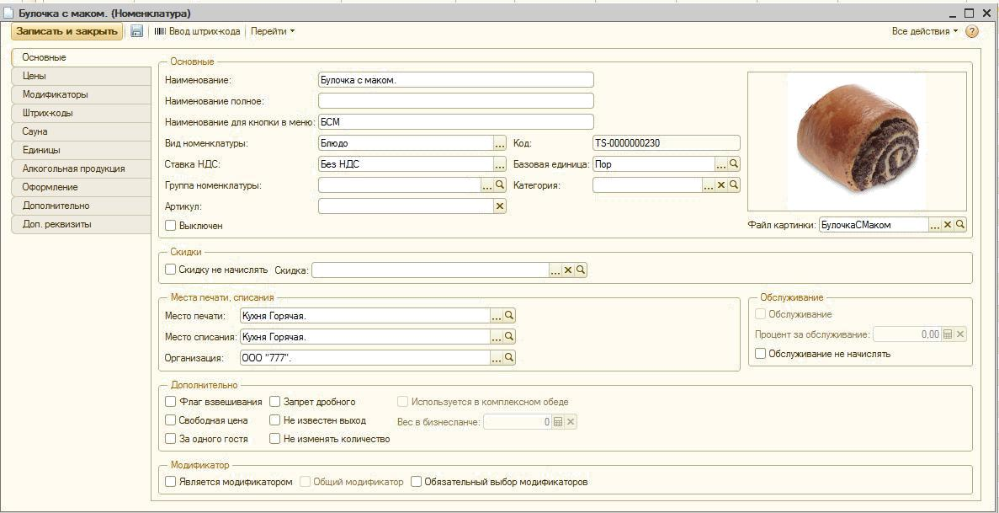 Булочка с маком. (Номенклатура)
Записать и закрыть Ввод штрих-кода Перейти Все действия ?
Основные
Цены
Модификаторы
Штрих-коды
Сауна
Единицы
Алкогольная продукция
Оформление
Дополнительно
Доп. реквизиты
Основные
Наименование: Булочка с маком.
Наименование полное:
Наименование для кнопки в меню: БСМ
Вид номенклатуры: Блюдо ... Код: TS-0000000230
Ставка НДС: Без НДС ... Базовая единица: Пор ...
Группа номенклатуры: ... Категория: ...
Артикул:
Выключен
Файл картинки: БулочкаСМаком ...
Скидки
Скидку не начислять Скидка: ...
Места печати, списания
Место печати: Кухня Горячая. ...
Место списания: Кухня Горячая. ...
Организация: ООО "777". ...
Обслуживание
Обслуживание
Процент за обслуживание: 0,00
Обслуживание не начислять
Дополнительно
Флаг взвешивания Запрет дробного Используется в комплексном обеде
Свободная цена Не известен выход Вес в бизнесланче: 0
За одного гостя Не изменять количество
Модификатор
Является модификатором Общий модификатор Обязательный выбор модификаторов